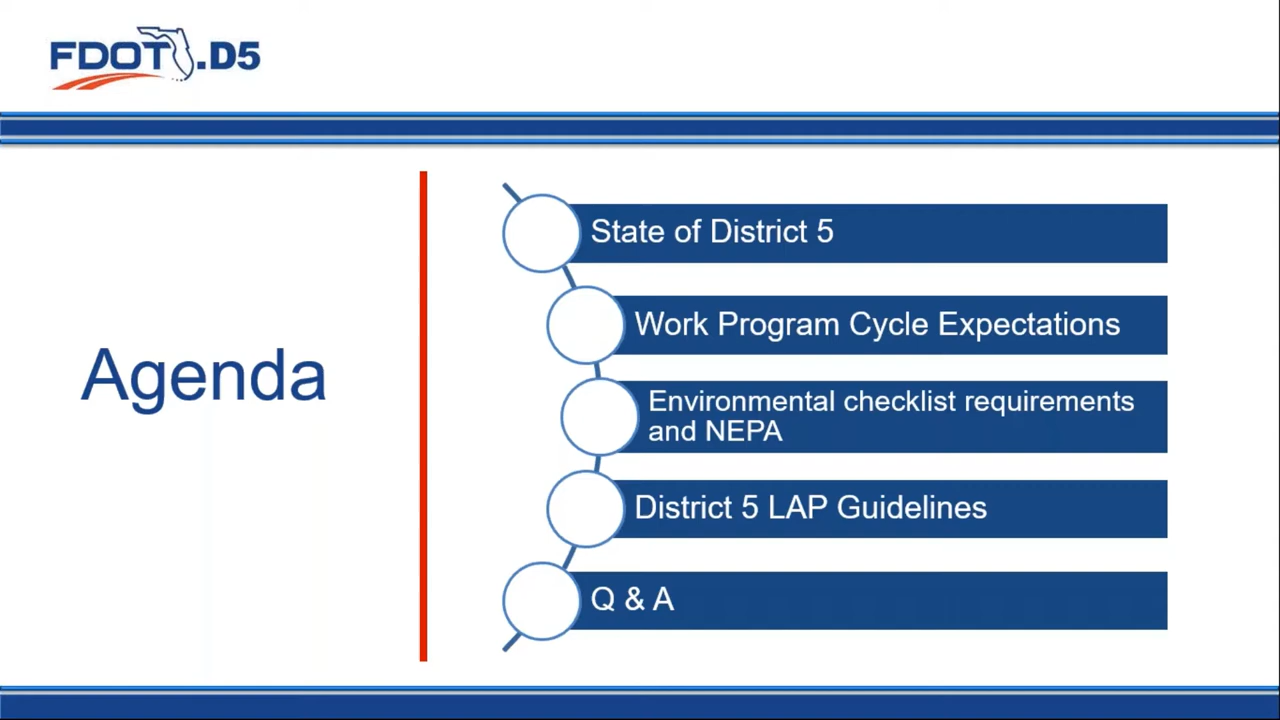 FDOT.D5
Agenda
State of District 5
Work Program Cycle Expectations
Environmental checklist requirements
and NEPA
District 5 LAP Guidelines
Q & A